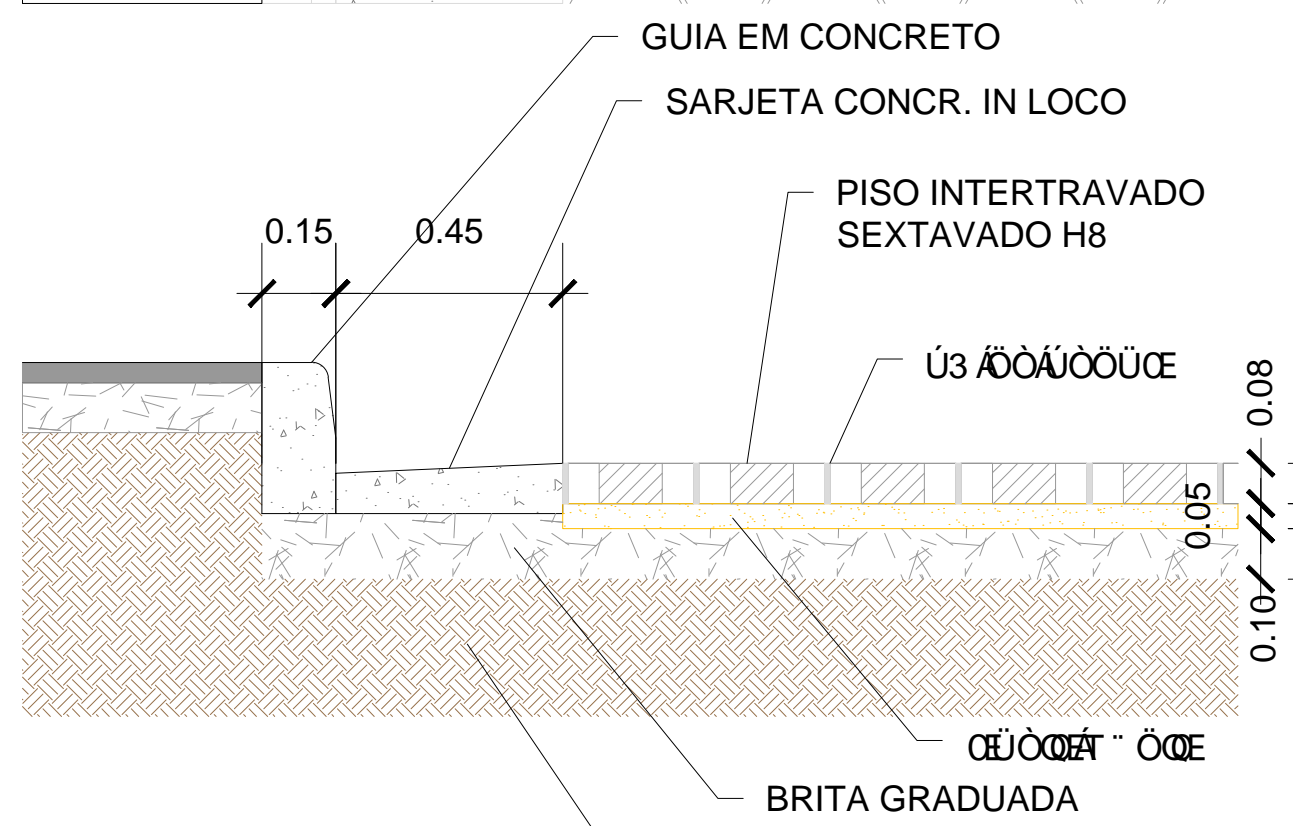 GUIA EM CONCRETO
SARJETA CONCR. IN LOCO
PISO INTERTRAVADO
SEXTAVADO H8
0.15
0.45
0.08
0.05
0.10
BRITA GRADUADA